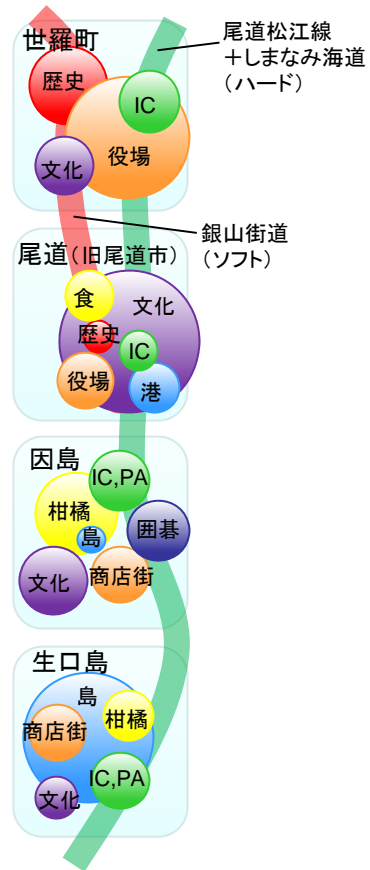 世羅町
歴史
IC
役場
文化
尾道松江線
＋しまなみ海道
（ハード）
銀山街道
（ソフト）
尾道（旧尾道市）
食
文化
歴史
IC
役場
港
因島
IC,PA
柑橘
島
囲碁
文化
商店街
生口島
島
柑橘
商店街
IC,PA
文化